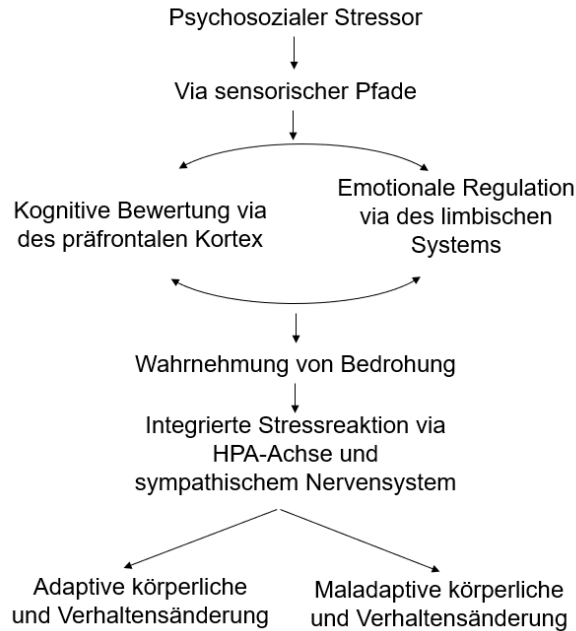 Psychosozialer Stressor
Via sensorischer Pfade
Kognitive Bewertung via
des präfrontalen Kortex
Emotionale Regulation
via des limbischen
Systems
Wahrnehmung von Bedrohung
Integrierte Stressreaktion via
HPA-Achse und
sympathischem Nervensystem
Adaptive körperliche
und Verhaltensänderung
Maladaptive körperliche
und Verhaltensänderung